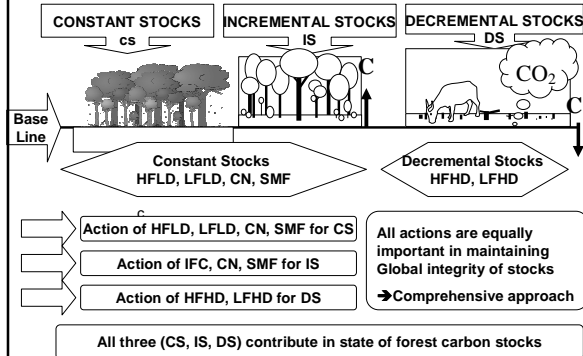 CONSTANT STOCKS
cs
INCREMENTAL STOCKS
IS
DECREMENTAL STOCKS
DS
C
CO2
C
Base
Line
Constant Stocks
HFLD, LFLD, CN, SMF
Decremental Stocks
HFHD, LFHD
c
Action of HFLD, LFLD, CN, SMF for CS
Action of IFC, CN, SMF for IS
Action of HFHD, LFHD for DS
All actions are equally
important in maintaining
Global integrity of stocks
➔Comprehensive approach
All three (CS, IS, DS) contribute in state of forest carbon stocks